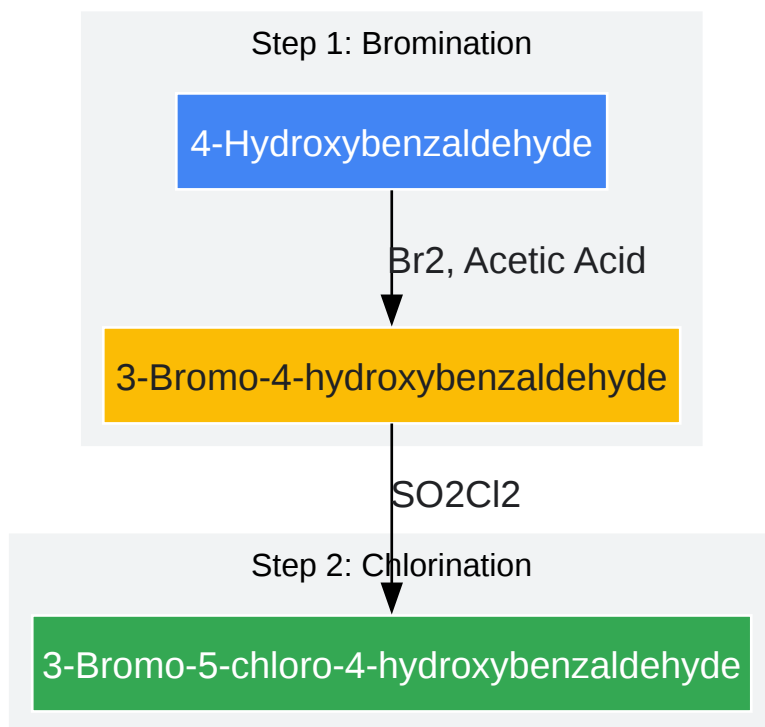 Step 1: Bromination
4-Hydroxybenzaldehyde
Br2, Acetic Acid
3-Bromo-4-hydroxybenzaldehyde
SO2Cl2
Step 2: Chlorination
3-Bromo-5-chloro-4-hydroxybenzaldehyde